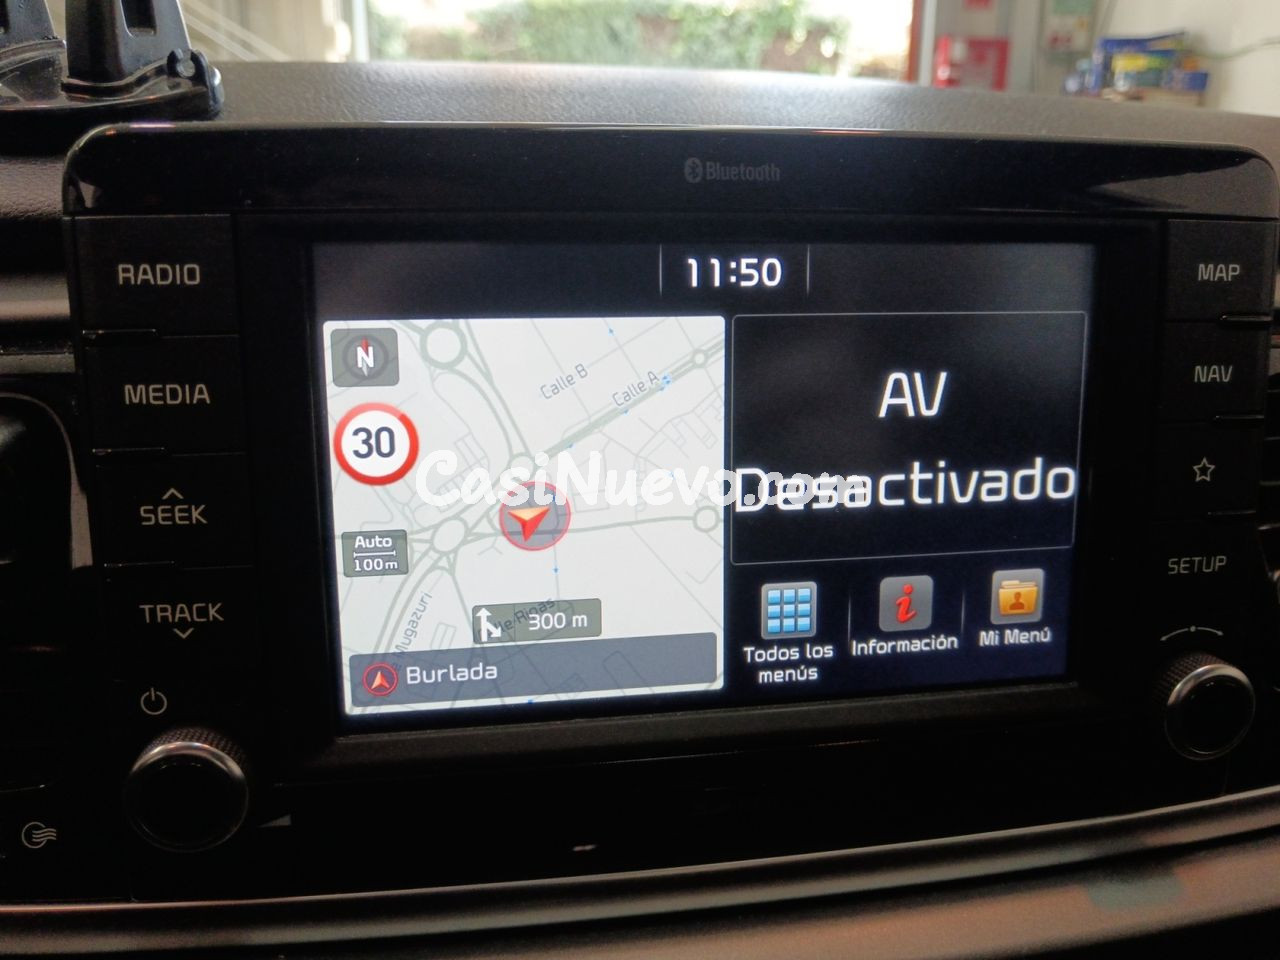 Bluetooth
RADIO
MEDIA
SEEK
TRACK
11:50
N
30
Auto
100m
Calle B
Calle A
Mugazuri
300 m
Burlada
AV
Desactivado
CasiNuevo.com
Todos los
menús
Información
Mi Menú
MAP
NAV
SETUP